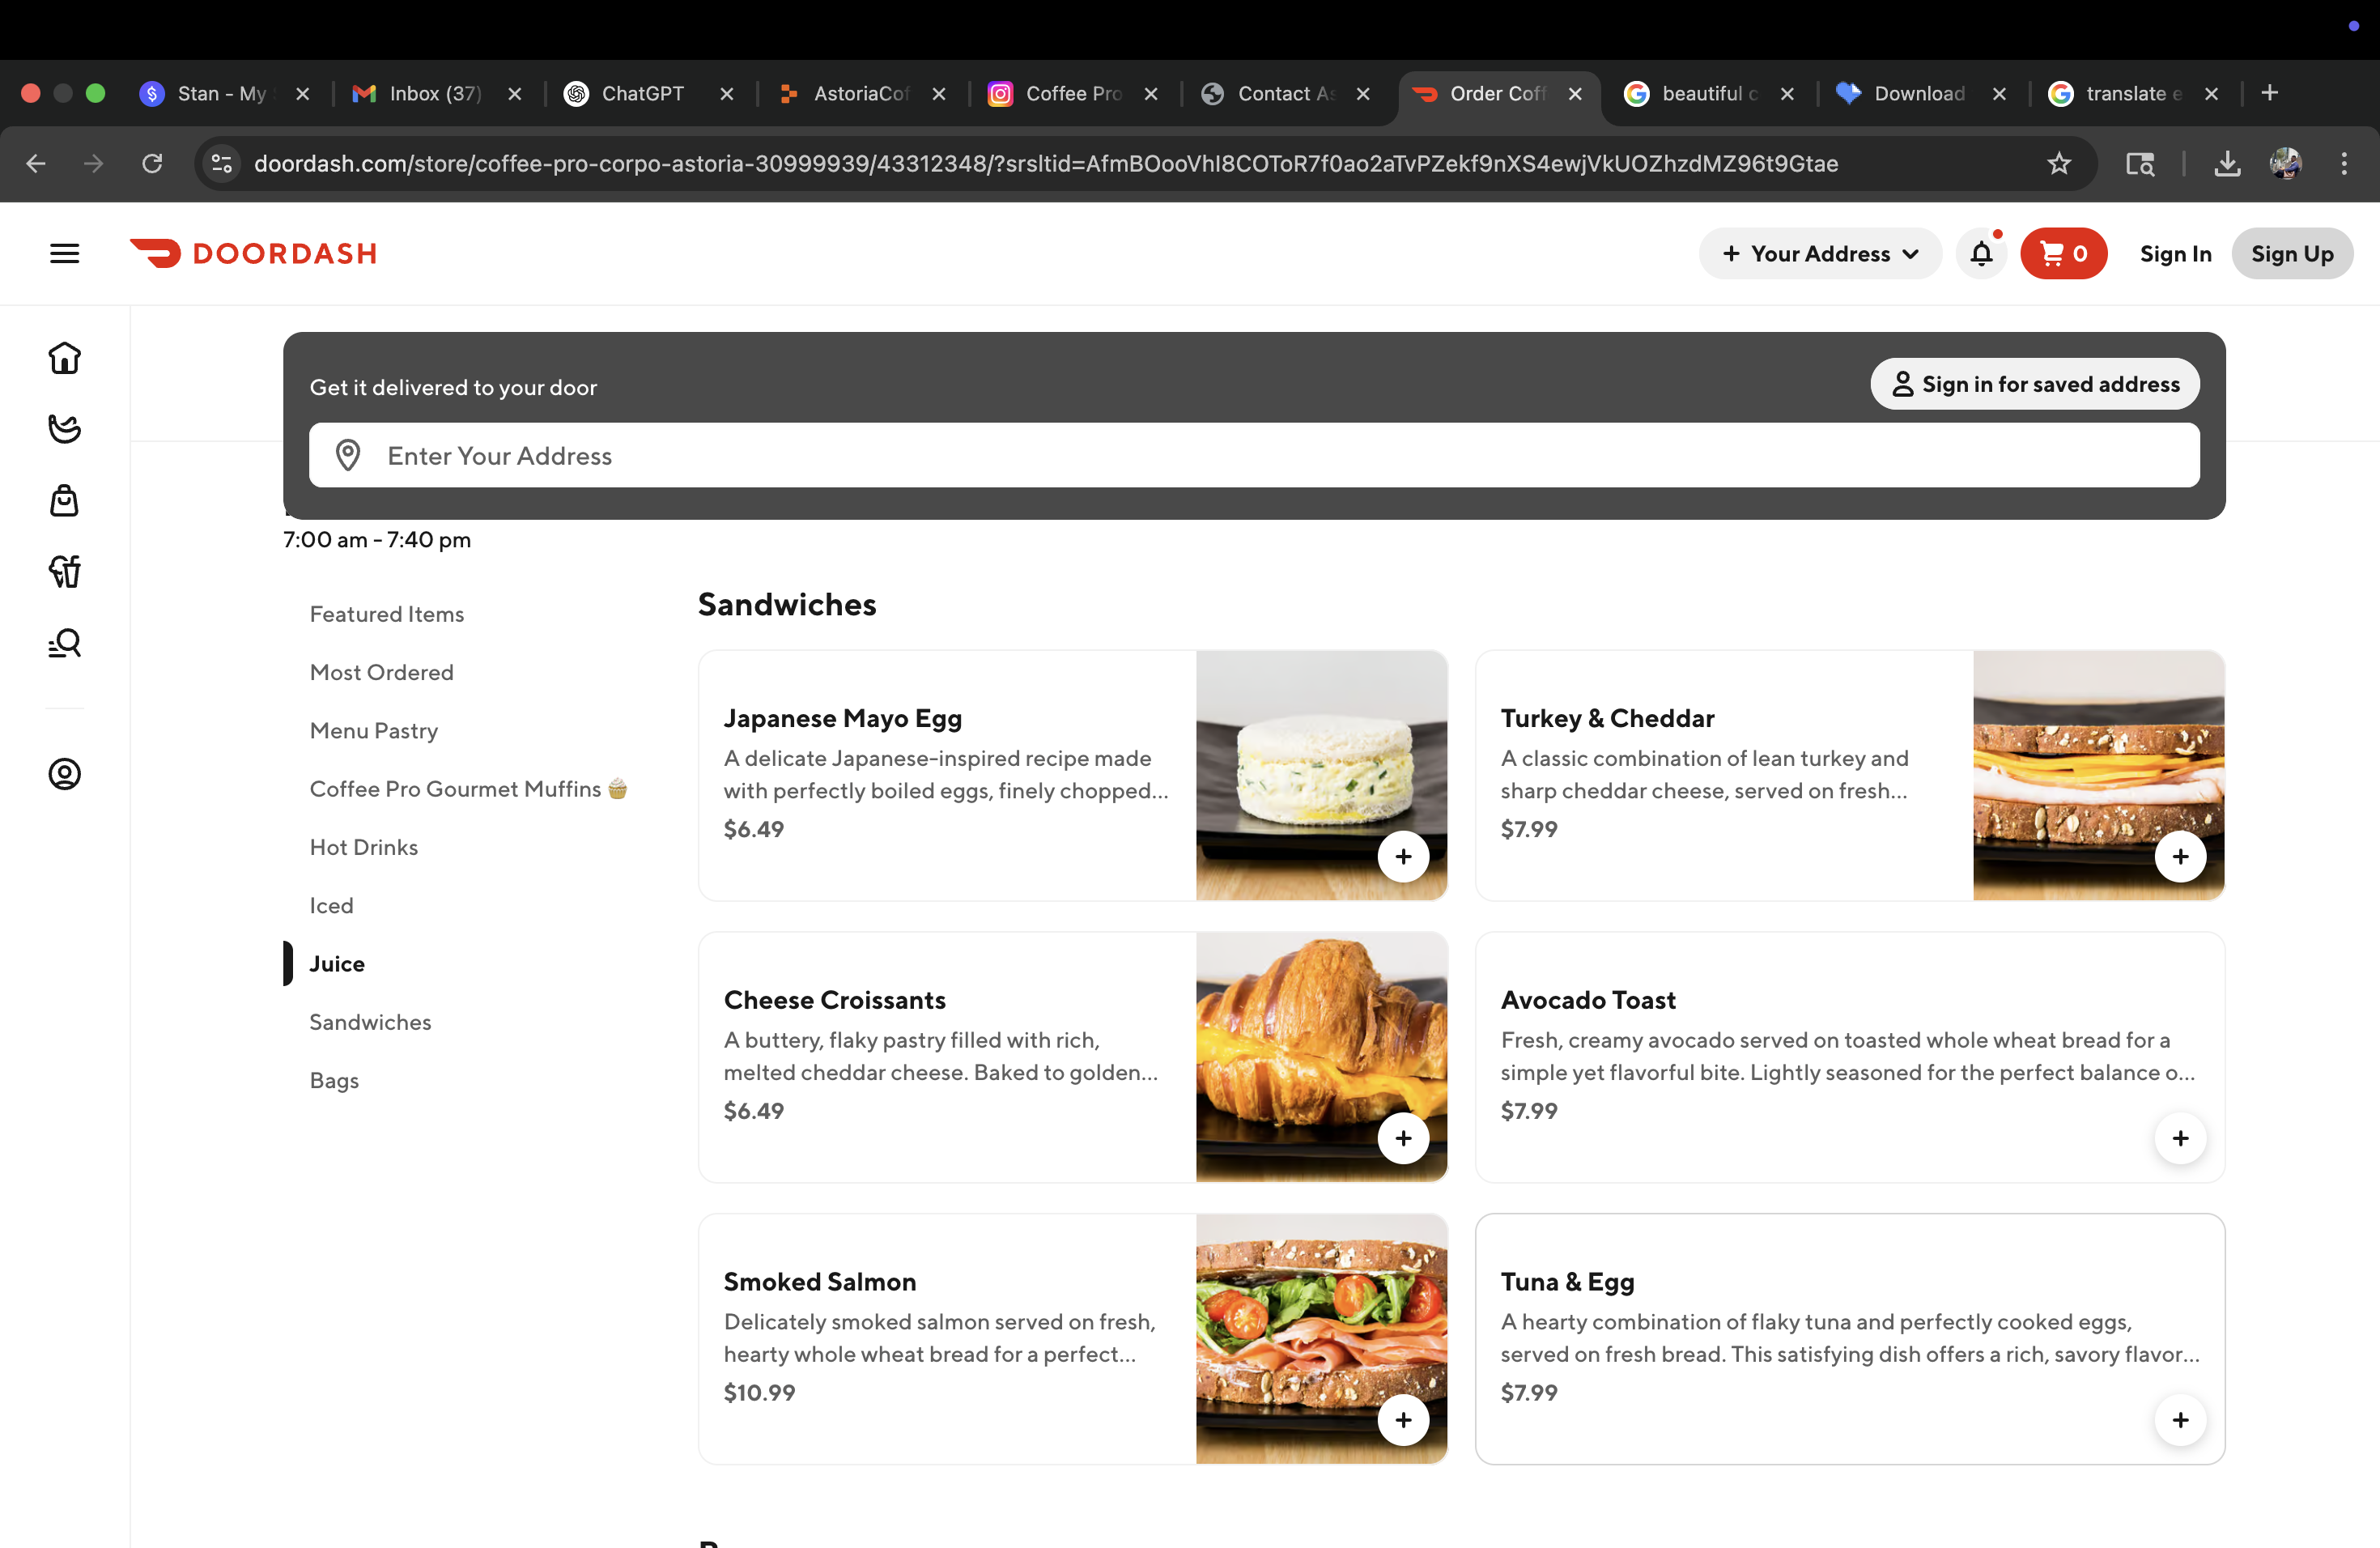 Stan - My
Inbox (37)
ChatGPT
AstoriaCof
Coffee Pro
Contact As
Order Coff
beautiful c
Download
translate e
doordash.com/store/coffee-pro-corpo-astoria-30999939/43312348/?srsltid=AfmBOooVhI8COToR7f0ao2aTvPZekf9nXS4ewjVkUOZhzdMZ96t9Gtae
DOORDASH
Your Address
0
Sign In
Sign Up
Get it delivered to your door
Sign in for saved address
Enter Your Address
7:00 am - 7:40 pm
Featured Items
Most Ordered
Menu Pastry
Coffee Pro Gourmet Muffins 🧁
Hot Drinks
Iced
Juice
Sandwiches
Bags
Sandwiches
Japanese Mayo Egg
A delicate Japanese-inspired recipe made
with perfectly boiled eggs, finely chopped...
$6.49
Turkey & Cheddar
A classic combination of lean turkey and
sharp cheddar cheese, served on fresh...
$7.99
Cheese Croissants
A buttery, flaky pastry filled with rich,
melted cheddar cheese. Baked to golden...
$6.49
Avocado Toast
Fresh, creamy avocado served on toasted whole wheat bread for a
simple yet flavorful bite. Lightly seasoned for the perfect balance o...
$7.99
Smoked Salmon
Delicately smoked salmon served on fresh,
hearty whole wheat bread for a perfect...
$10.99
Tuna & Egg
A hearty combination of flaky tuna and perfectly cooked eggs,
served on fresh bread. This satisfying dish offers a rich, savory flavor...
$7.99